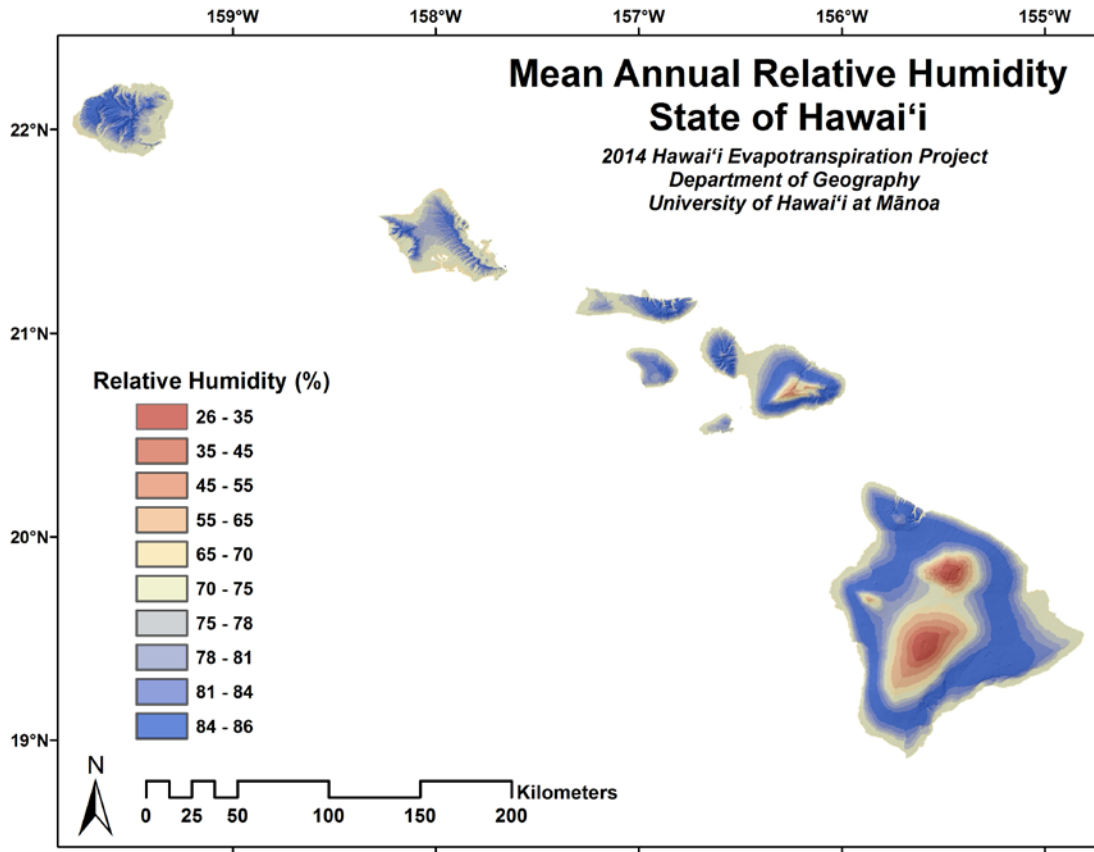 159°W
158°W
157°W
156°W
155°W
Mean Annual Relative Humidity
State of Hawai‘i
2014 Hawai‘i Evapotranspiration Project
Department of Geography
University of Hawai‘i at Mānoa
22°N
21°N
20°N
19°N
Relative Humidity (%)
26 - 35
35 - 45
45 - 55
55 - 65
65 - 70
70 - 75
75 - 78
78 - 81
81 - 84
84 - 86
N
Kilometers
0 25 50 100 150 200